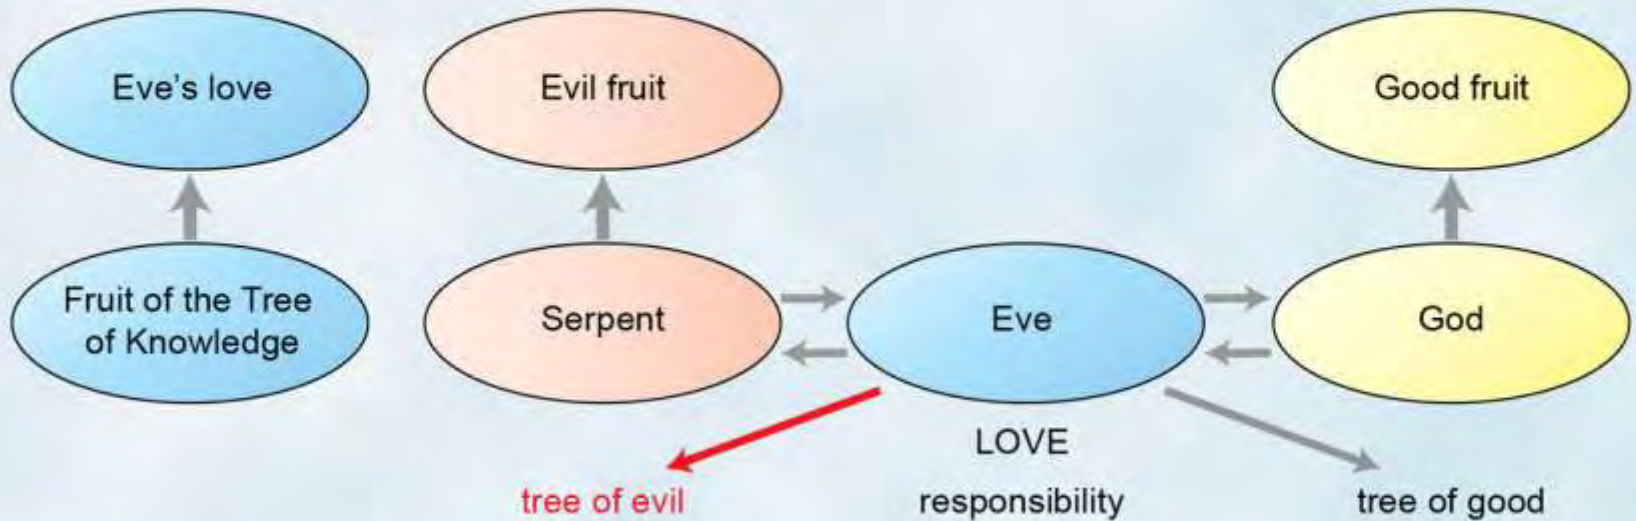 Eve's love
Evil fruit
Good fruit
Fruit of the Tree
of Knowledge
Serpent
Eve
God
LOVE
tree of evil
responsibility
tree of good